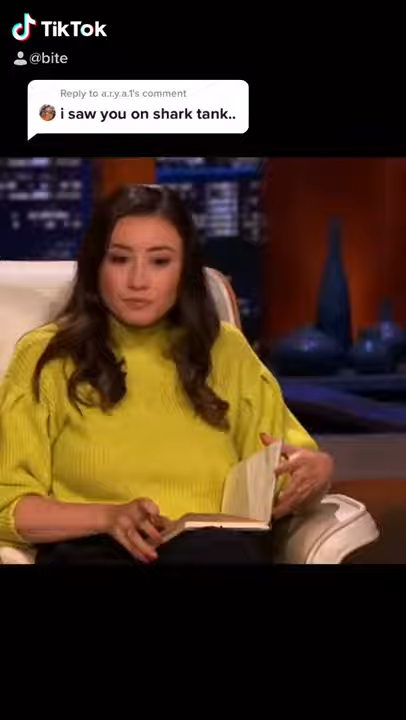 TikTok
@bite
Reply to a.r.y.a.1's comment
i saw you on shark tank..